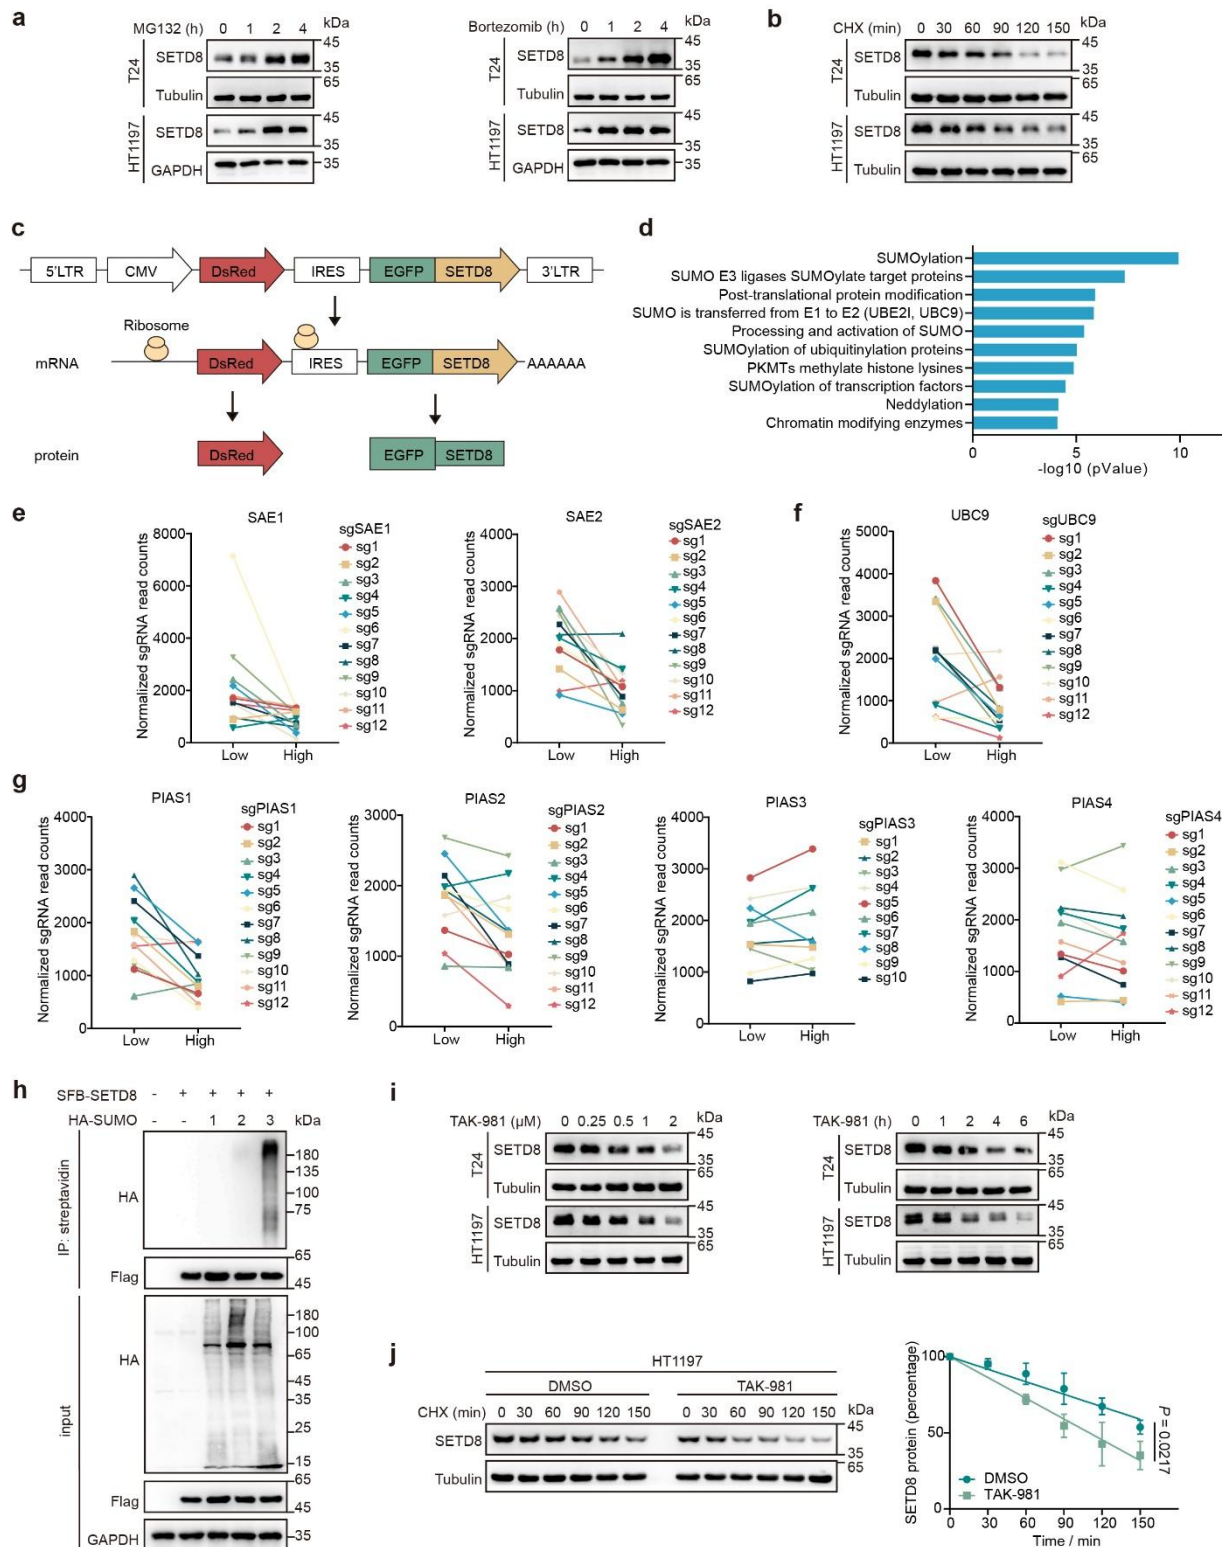 a
MG132 (h) 0 1 2 4 kDa
T24
SETD8
45
35
Tubulin
65
HT1197
SETD8
45
GAPDH
35
Bortezomib (h) 0 1 2 4 kDa
T24
SETD8
45
35
Tubulin
65
HT1197
SETD8
45
GAPDH
35
b
CHX (min) 0 30 60 90 120 150 kDa
T24
SETD8
45
35
Tubulin
65
HT1197
SETD8
45
35
Tubulin
65
c
5'LTR CMV DsRed IRES EGFP SETD8 3'LTR
Ribosome
mRNA DsRed IRES EGFP SETD8 AAAAAA
protein DsRed EGFP SETD8
d
SUMOylation
SUMO E3 ligases SUMOylate target proteins
Post-translational protein modification
SUMO is transferred from E1 to E2 (UBE2I, UBC9)
Processing and activation of SUMO
SUMOylation of ubiquitinylation proteins
PKMTs methylate histone lysines
SUMOylation of transcription factors
Neddylation
Chromatin modifying enzymes
0 5 10
-log10 (pValue)
e
SAE1
Normalized sgRNA read counts
8000
6000
4000
2000
0
Low High
sgSAE1
sg1
sg2
sg3
sg4
sg5
sg6
sg7
sg8
sg9
sg10
sg11
sg12
SAE2
Normalized sgRNA read counts
4000
3000
2000
1000
0
Low High
sgSAE2
sg1
sg2
sg3
sg4
sg5
sg6
sg7
sg8
sg9
sg10
sg11
sg12
f
UBC9
Normalized sgRNA read counts
5000
4000
3000
2000
1000
0
Low High
sgUBC9
sg1
sg2
sg3
sg4
sg5
sg6
sg7
sg8
sg9
sg10
sg11
sg12
g
PIAS1
Normalized sgRNA read counts
4000
3000
2000
1000
0
Low High
sgPIAS1
sg1
sg2
sg3
sg4
sg5
sg6
sg7
sg8
sg9
sg10
sg11
sg12
PIAS2
Normalized sgRNA read counts
3000
2000
1000
0
Low High
sgPIAS2
sg1
sg2
sg3
sg4
sg5
sg6
sg7
sg8
sg9
sg10
sg11
sg12
PIAS3
Normalized sgRNA read counts
4000
3000
2000
1000
0
Low High
sgPIAS3
sg1
sg2
sg3
sg4
sg5
sg6
sg7
sg8
sg9
sg10
PIAS4
Normalized sgRNA read counts
4000
3000
2000
1000
0
Low High
sgPIAS4
sg1
sg2
sg3
sg4
sg5
sg6
sg7
sg8
sg9
sg10
sg11
sg12
h
SFB-SETD8 - + + + +
HA-SUMO - - 1 2 3 kDa
IP: streptavidin
HA
180
135
100
75
Flag
65
45
input
HA
180
100
65
45
35
25
15
Flag
65
45
GAPDH
35
i
TAK-981 (μM) 0 0.25 0.5 1 2 kDa
T24
SETD8
45
35
Tubulin
65
HT1197
SETD8
45
35
Tubulin
65
TAK-981 (h) 0 1 2 4 6 kDa
T24
SETD8
45
35
Tubulin
65
HT1197
SETD8
45
35
Tubulin
65
j
HT1197
DMSO TAK-981
CHX (min) 0 30 60 90 120 150 0 30 60 90 120 150 kDa
SETD8
45
35
Tubulin
65
SETD8 protein (percentage)
100
50
0
DMSO
TAK-981
P = 0.0217
0 30 60 90 120 150
Time / min